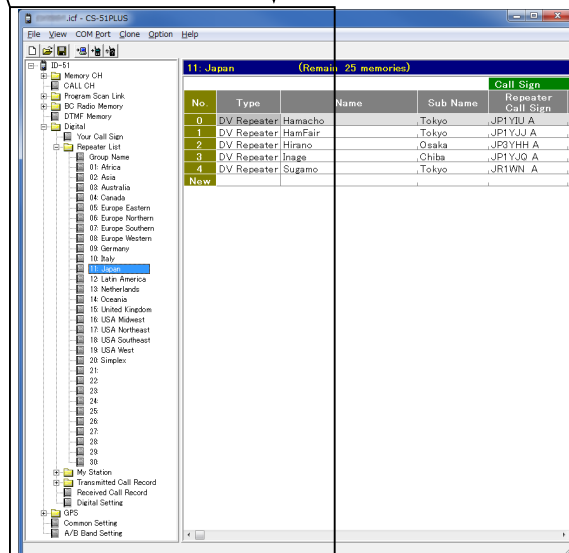 .icf - CS-51PLUS
File View COM Port Clone Option Help
ID-51
Memory CH
CALL CH
Program Scan Link
BC Radio Memory
DTMF Memory
Digital
Your Call Sign
Repeater List
Group Name
01: Africa
02: Asia
03: Australia
04: Canada
05: Europe Eastern
06: Europe Northern
07: Europe Southern
08: Europe Western
09: Germany
10: Italy
11: Japan
12: Latin America
13: Netherlands
14: Oceania
15: United Kingdom
16: USA Midwest
17: USA Northeast
18: USA Southeast
19: USA West
20: Simplex
21:
22:
23:
24:
25:
26:
27:
28:
29:
30:
My Station
Transmitted Call Record
Received Call Record
Digital Setting
GPS
Common Setting
A/B Band Setting
11: Japan (Remain 25 memories)
Call Sign
No. Type Name Sub Name Repeater Call Sign
0 DV Repeater Hamacho Tokyo JP1YIU A
1 DV Repeater HamFair Tokyo JP1YJJ A
2 DV Repeater Hirano Osaka JP3YHH A
3 DV Repeater Inage Chiba JP1YJQ A
4 DV Repeater Sugamo Tokyo JR1WN A
New